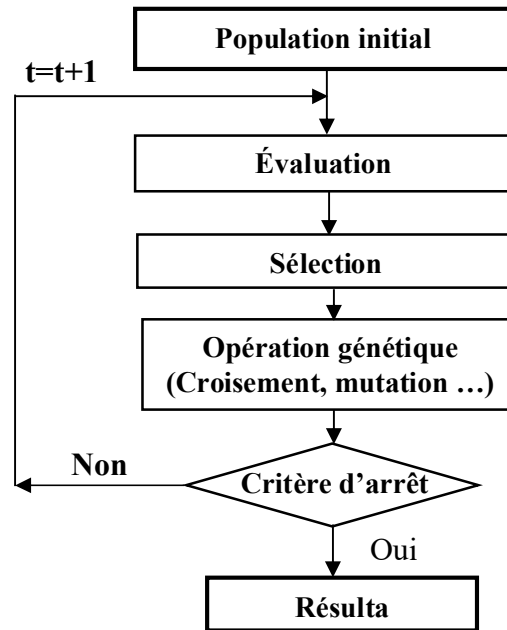 Population initial
t=t+1
Évaluation
Sélection
Opération génétique
(Croisement, mutation …)
Non
Critère d’arrêt
Oui
Résulta